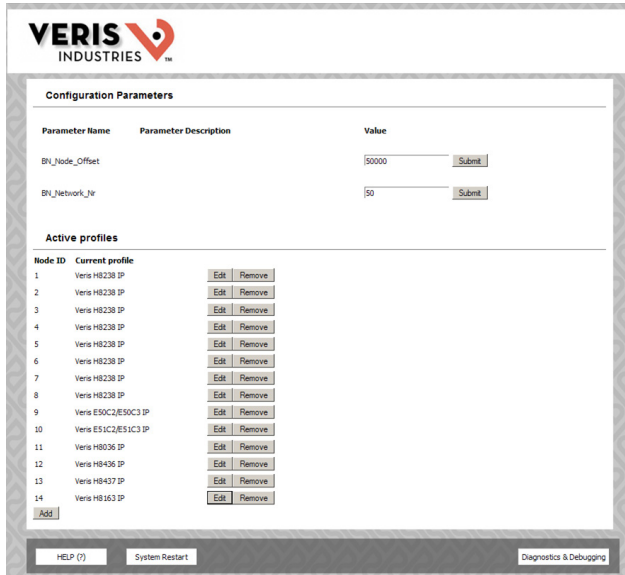 VERIS
INDUSTRIES
TM
Configuration Parameters
Parameter Name Parameter Description Value
BN_Node_Offset 50000 Submit
BN_Network_Nr 50 Submit
Active profiles
Node ID Current profile
1 Veris H8238 IP Edit Remove
2 Veris H8238 IP Edit Remove
3 Veris H8238 IP Edit Remove
4 Veris H8238 IP Edit Remove
5 Veris H8238 IP Edit Remove
6 Veris H8238 IP Edit Remove
7 Veris H8238 IP Edit Remove
8 Veris H8238 IP Edit Remove
9 Veris E50C2/E50C3 IP Edit Remove
10 Veris E51C2/E51C3 IP Edit Remove
11 Veris H8036 IP Edit Remove
12 Veris H8436 IP Edit Remove
13 Veris H8437 IP Edit Remove
14 Veris H8163 IP Edit Remove
Add
HELP (?) System Restart Diagnostics & Debugging